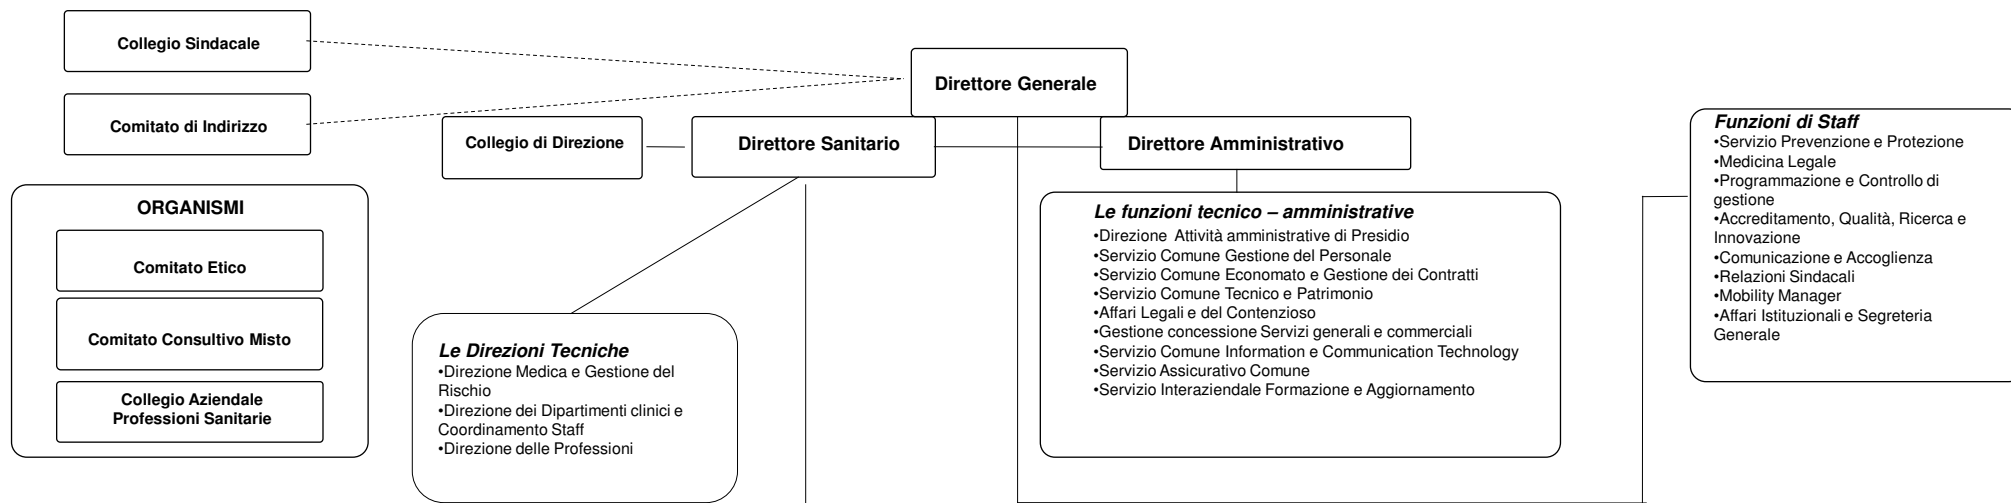 Collegio Sindacale
Comitato di Indirizzo
Direttore Generale
Collegio di Direzione
Direttore Sanitario
Direttore Amministrativo
ORGANISMI
Comitato Etico
Comitato Consultivo Misto
Collegio Aziendale
Professioni Sanitarie
Le Direzioni Tecniche
•Direzione Medica e Gestione del
Rischio
•Direzione dei Dipartimenti clinici e
Coordinamento Staff
•Direzione delle Professioni
Le funzioni tecnico – amministrative
•Direzione Attività amministrative di Presidio
•Servizio Comune Gestione del Personale
•Servizio Comune Economato e Gestione dei Contratti
•Servizio Comune Tecnico e Patrimonio
•Affari Legali e del Contenzioso
•Gestione concessione Servizi generali e commerciali
•Servizio Comune Information e Communication Technology
•Servizio Assicurativo Comune
•Servizio Interaziendale Formazione e Aggiornamento
Funzioni di Staff
•Servizio Prevenzione e Protezione
•Medicina Legale
•Programmazione e Controllo di
gestione
•Accreditamento, Qualità, Ricerca e
Innovazione
•Comunicazione e Accoglienza
•Relazioni Sindacali
•Mobility Manager
•Affari Istituzionali e Segreteria
Generale